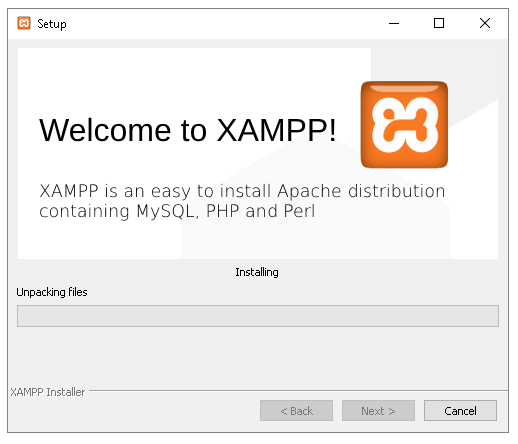 Setup
Welcome to XAMPP!
XAMPP is an easy to install Apache distribution
containing MySQL, PHP and Perl
Installing
Unpacking files
XAMPP Installer
< Back
Next >
Cancel